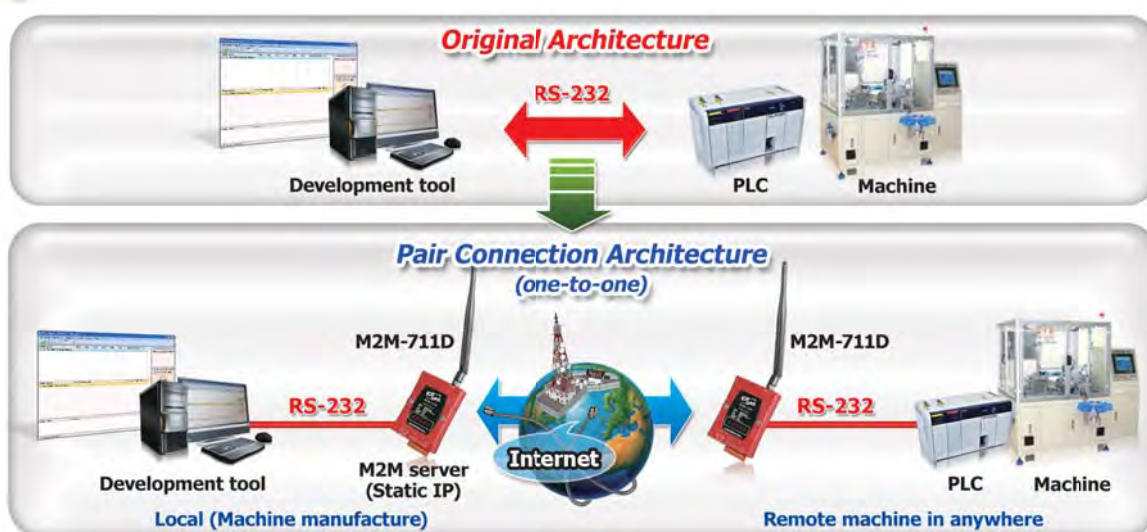 Original Architecture
RS-232
Development tool
PLC
Machine
Pair Connection Architecture
(one-to-one)
M2M-711D
M2M-711D
RS-232
RS-232
Internet
M2M server
(Static IP)
Development tool
PLC
Machine
Local (Machine manufacture)
Remote machine in anywhere